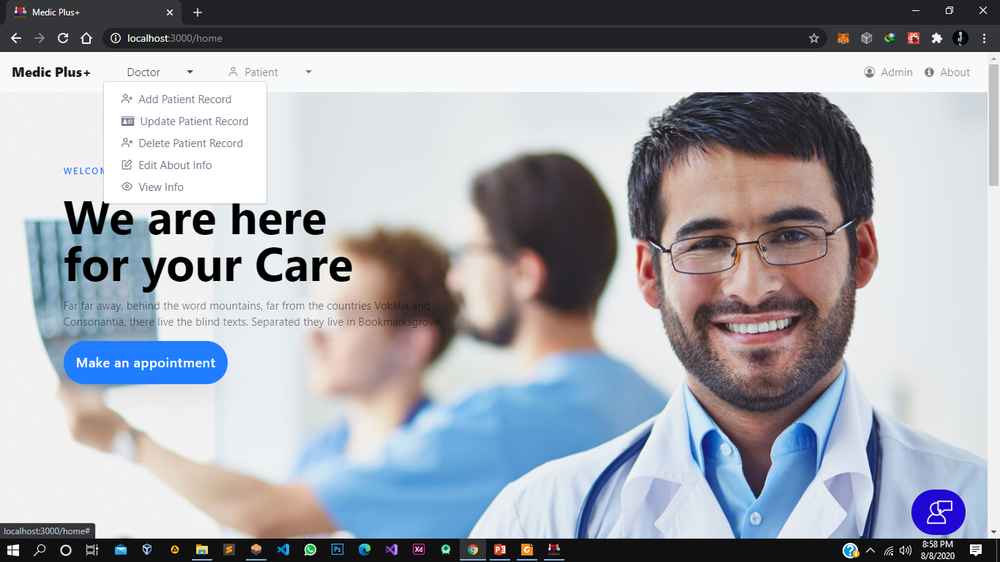 Medic Plus+
localhost:3000/home
Medic Plus+ Doctor Patient Admin About
Add Patient Record
Update Patient Record
Delete Patient Record
Edit About Info
View Info
WELCOM
We are here
for your Care
Far far away, behind the word mountains, far from the countries Vokalia and
Consonantia, there live the blind texts. Separated they live in Bookmarksgrove.
Make an appointment
localhost:3000/home#
Ps
Xd
8:58 PM
8/8/2020